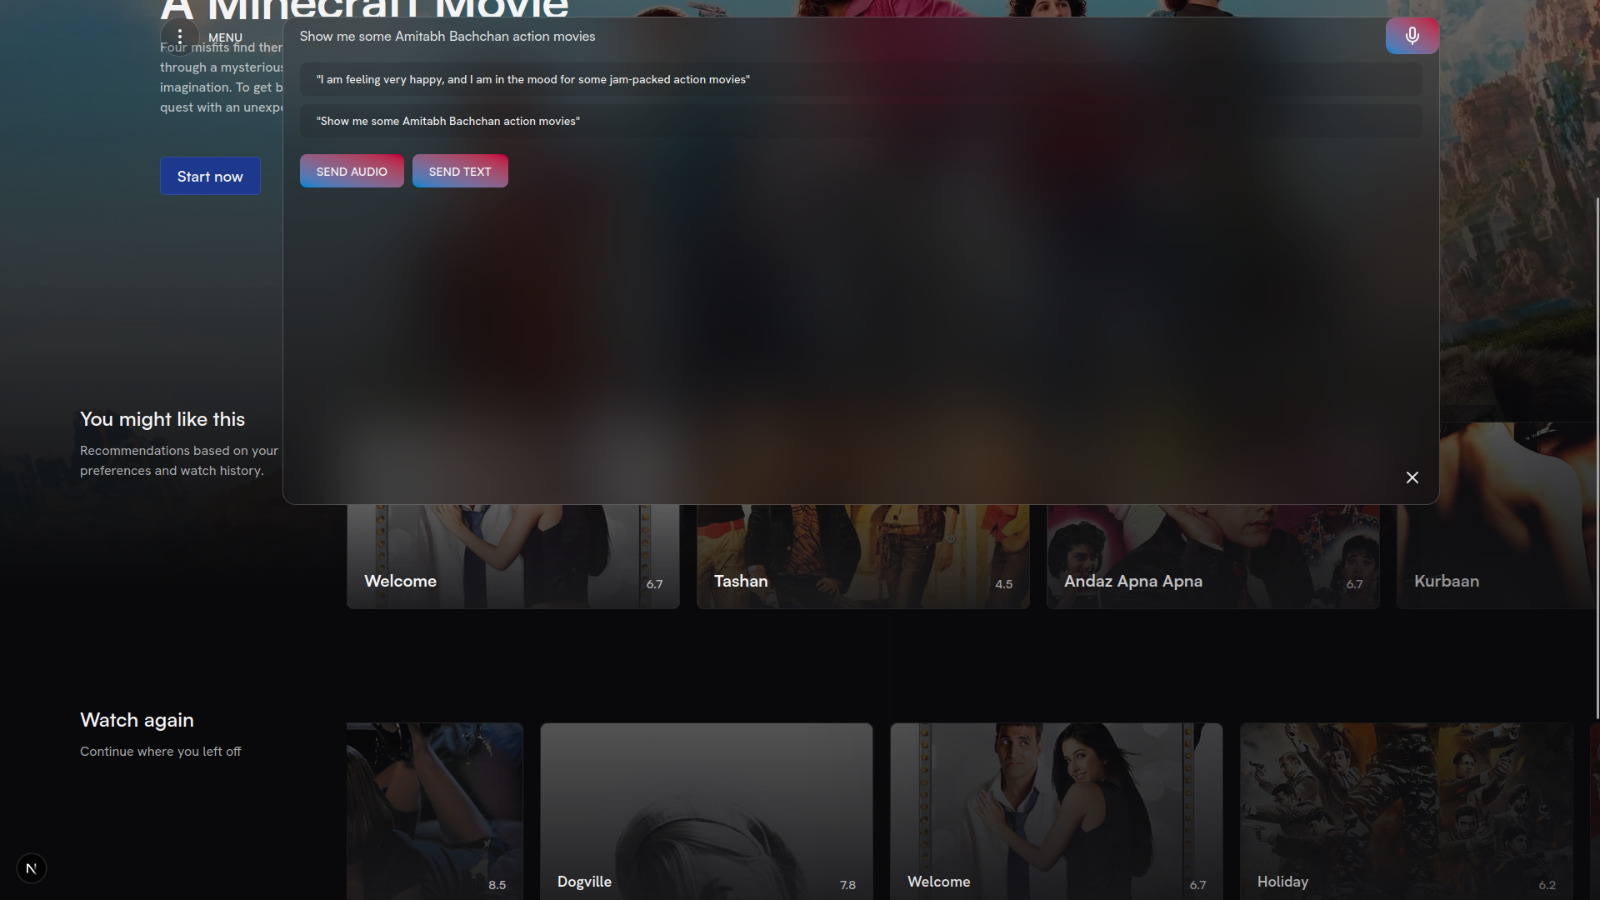 A Minecraft Movie
MENU
Four misfits find ther
through a mysterious
imagination. To get b
quest with an unexpe
Start now
Show me some Amitabh Bachchan action movies
"I am feeling very happy, and I am in the mood for some jam-packed action movies"
"Show me some Amitabh Bachchan action movies"
SEND AUDIO
SEND TEXT
You might like this
Recommendations based on your
preferences and watch history.
Welcome 6.7
Tashan 4.5
Andaz Apna Apna 6.7
Kurbaan
Watch again
Continue where you left off
8.5
Dogville 7.8
Welcome 6.7
Holiday 6.2
N